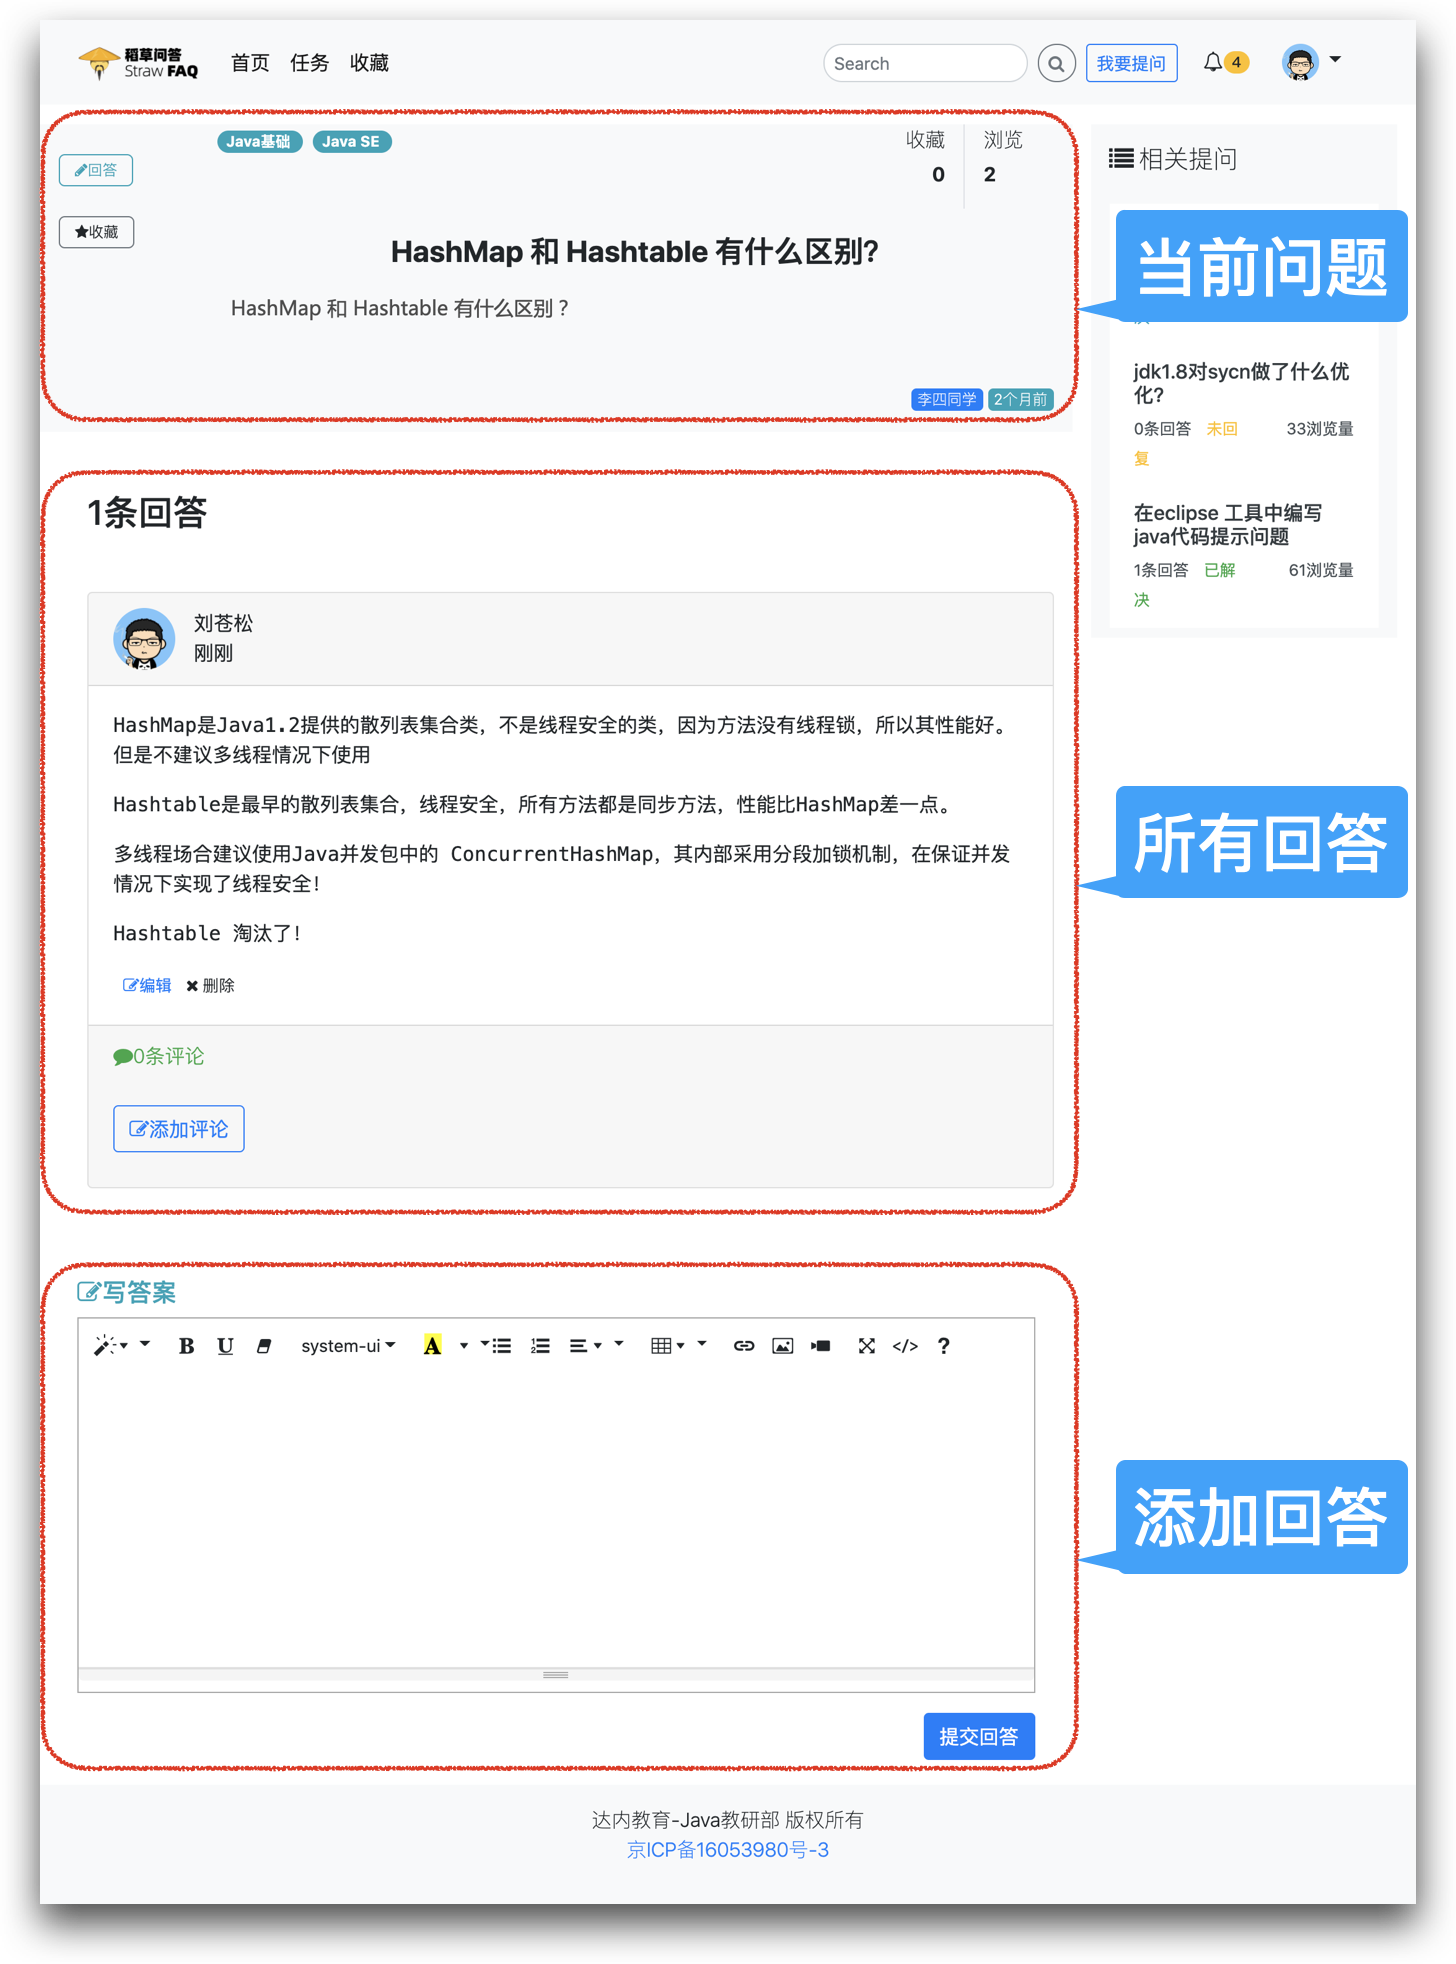 稻草问答
Straw FAQ
首页 任务 收藏
Search
我要提问
4
Java基础 Java SE
收藏 浏览
0 2
回答
收藏
HashMap 和 Hashtable 有什么区别?
HashMap 和 Hashtable 有什么区别？
李四同学 2个月前
相关提问
当前问题
jdk1.8对sycn做了什么优
化?
0条回答 未回 33浏览量
复
在eclipse 工具中编写
java代码提示问题
1条回答 已解 61浏览量
决
1条回答
刘苍松
刚刚
HashMap是Java1.2提供的散列表集合类，不是线程安全的类，因为方法没有线程锁，所以其性能好。
但是不建议多线程情况下使用
Hashtable是最早的散列表集合，线程安全，所有方法都是同步方法，性能比HashMap差一点。
多线程场合建议使用Java并发包中的 ConcurrentHashMap，其内部采用分段加锁机制，在保证并发
情况下实现了线程安全！
Hashtable 淘汰了！
编辑 删除
0条评论
添加评论
所有回答
写答案
B U system-ui A </> ?
添加回答
提交回答
达内教育-Java教研部 版权所有
京ICP备16053980号-3